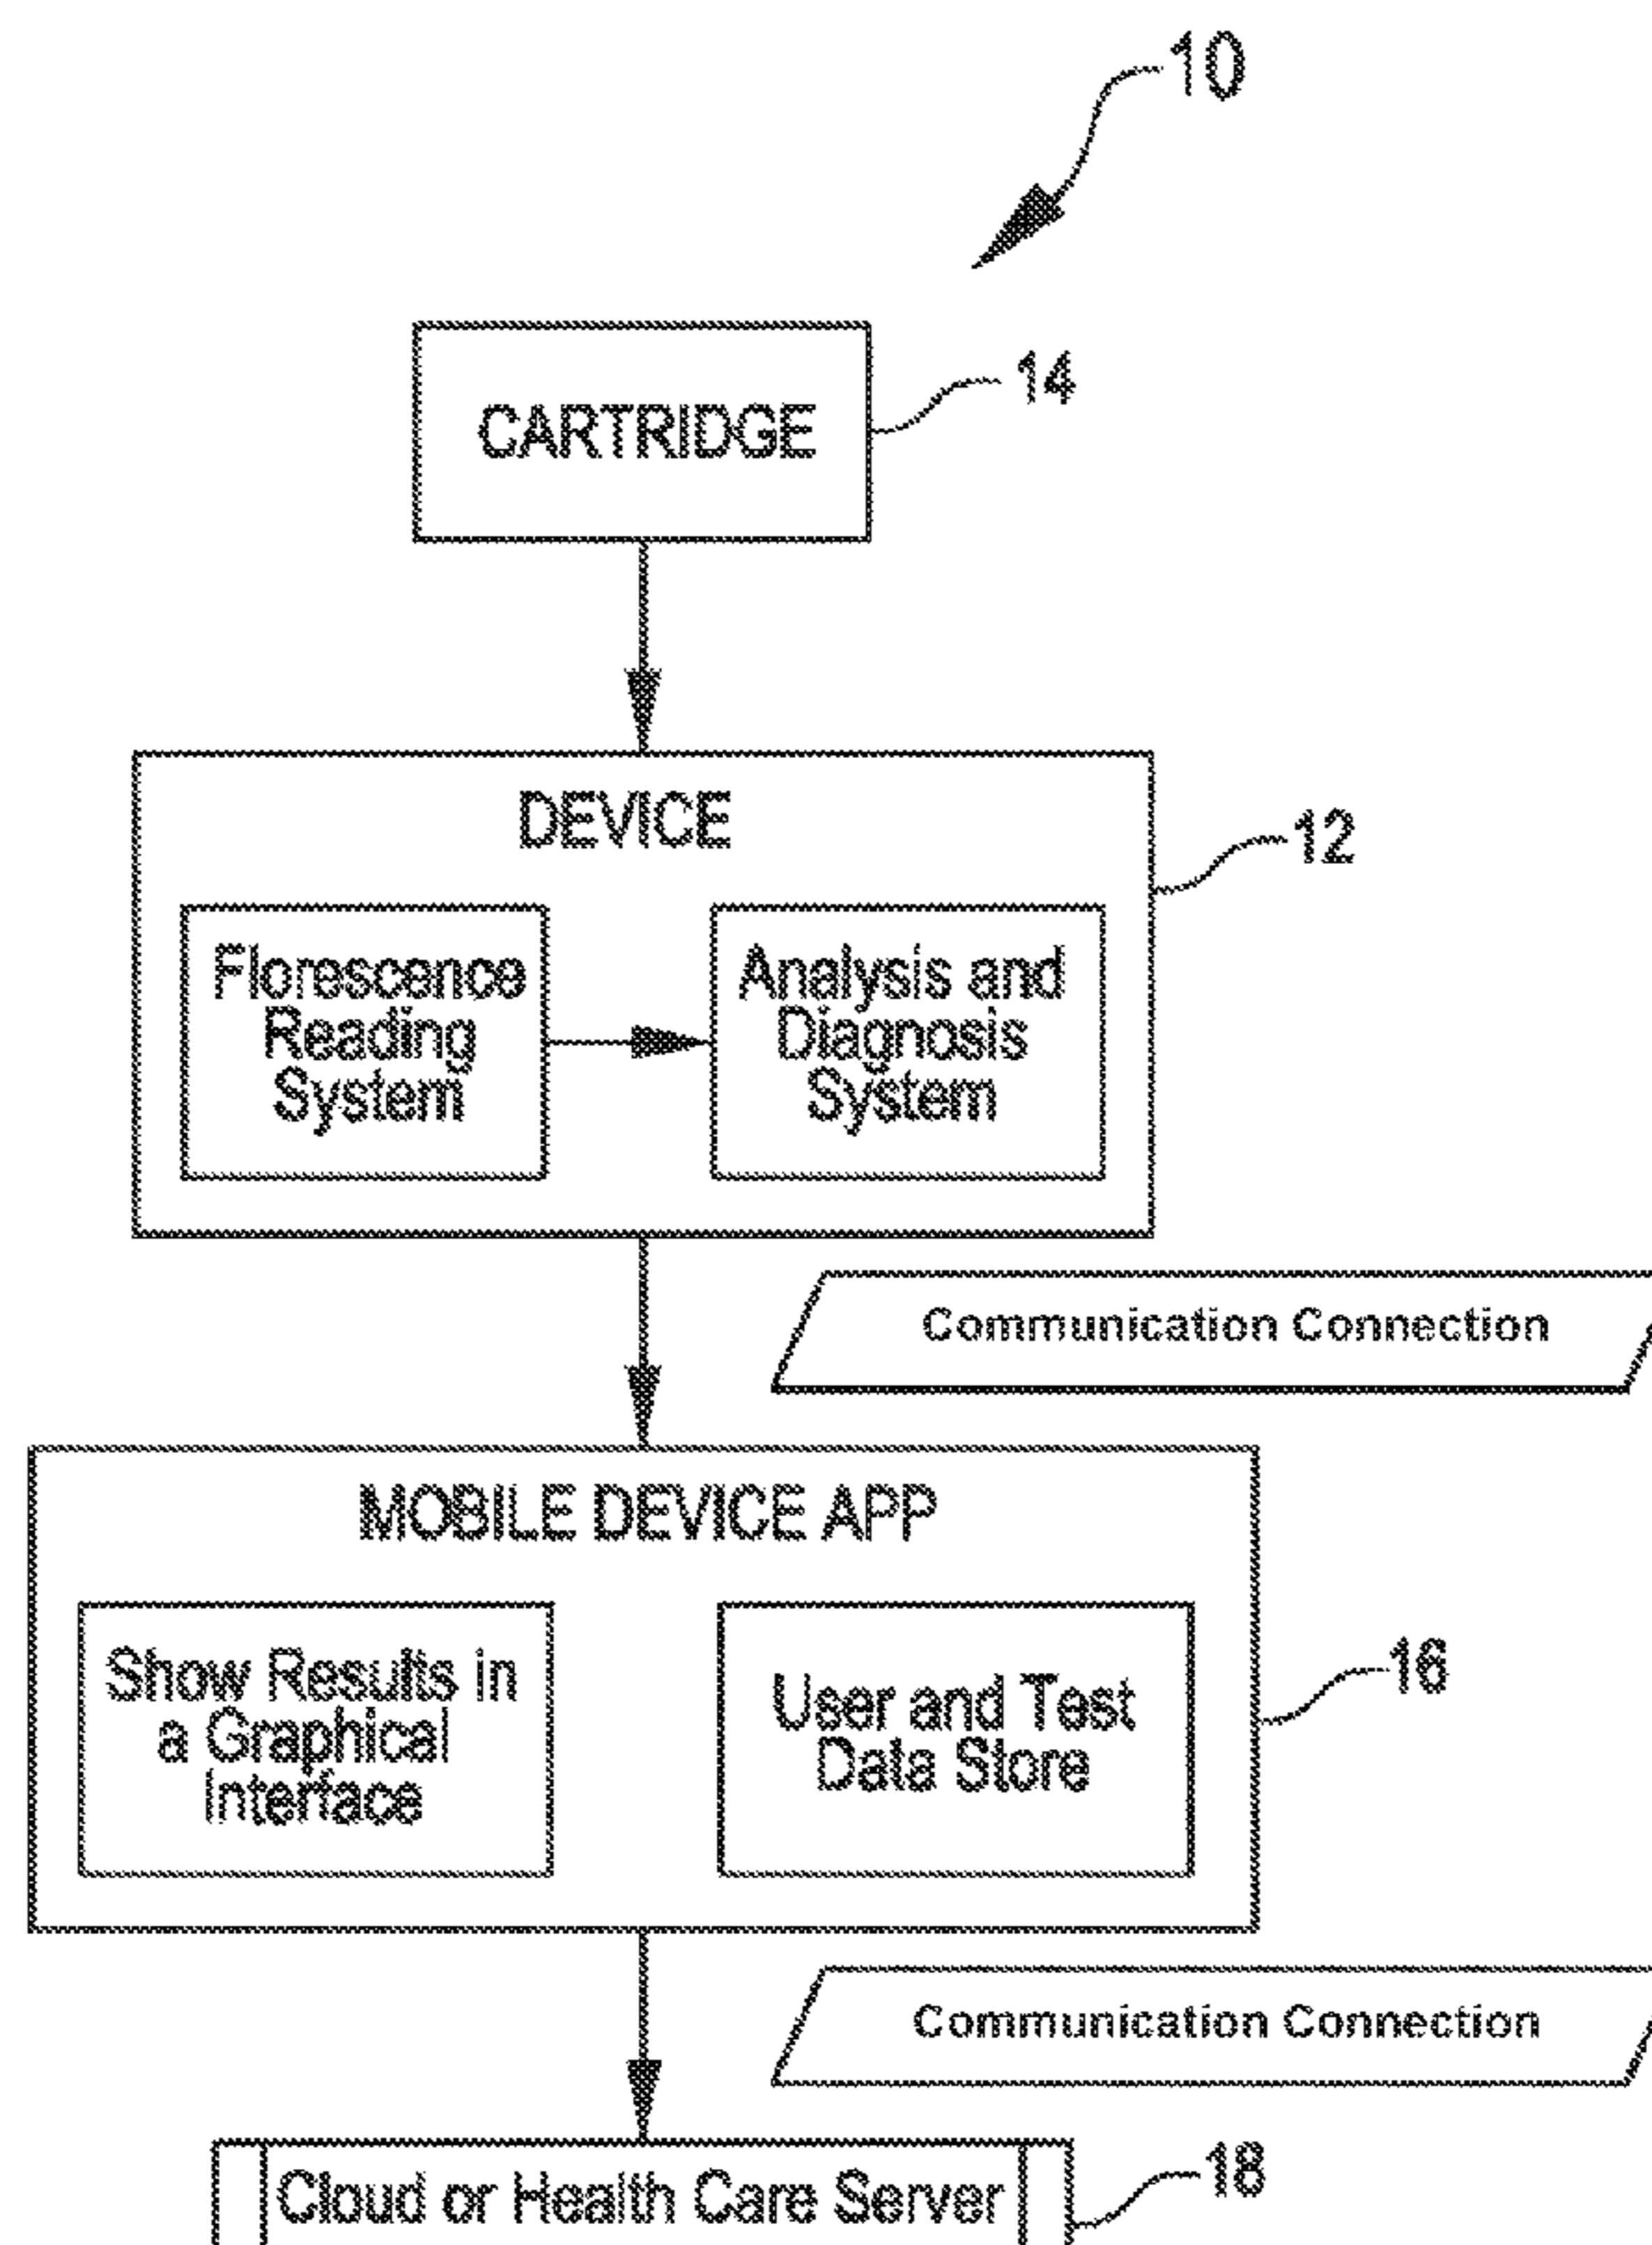 10
CARTRIDGE
14
DEVICE
12
Florescence
Reading
System
Analysis and
Diagnosis
System
Communication Connection
MOBILE DEVICE APP
Show Results in
a Graphical
Interface
User and Test
Data Store
16
Communication Connection
Cloud or Health Care Server
18